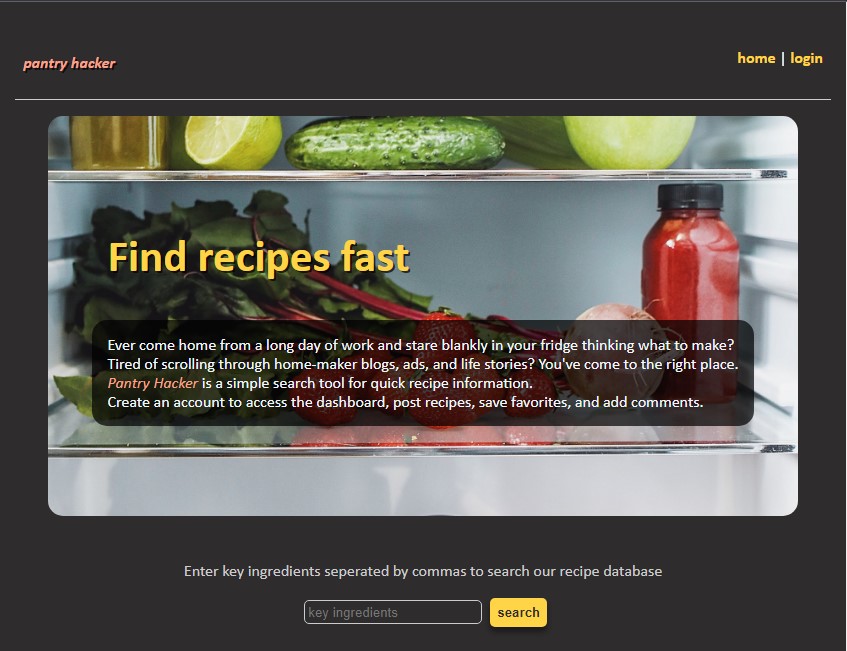 pantry hacker
home | login
Find recipes fast
Ever come home from a long day of work and stare blankly in your fridge thinking what to make?
Tired of scrolling through home-maker blogs, ads, and life stories? You've come to the right place.
Pantry Hacker is a simple search tool for quick recipe information.
Create an account to access the dashboard, post recipes, save favorites, and add comments.
Enter key ingredients seperated by commas to search our recipe database
key ingredients
search